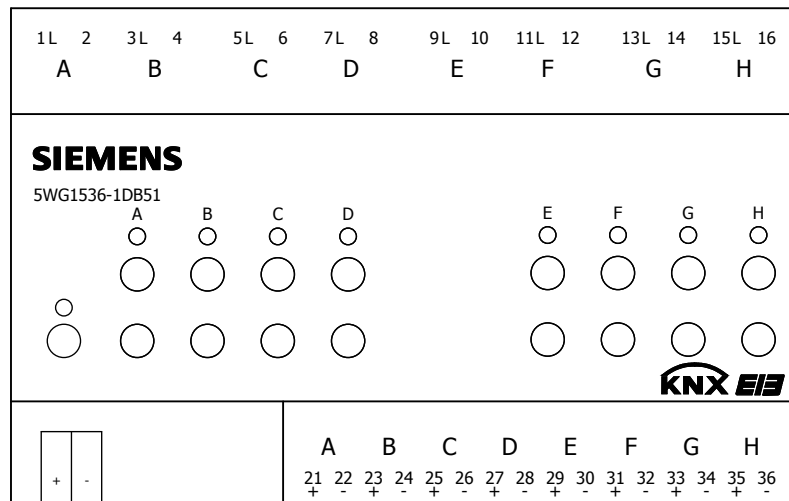 1L 2 3L 4 5L 6 7L 8 9L 10 11L 12 13L 14 15L 16
A B C D E F G H
SIEMENS
5WG1536-1DB51
A B C D E F G H
KNX EIB
A B C D E F G H
21 22 23 24 25 26 27 28 29 30 31 32 33 34 35 36
+ - + - + - + - + - + - + - + -
+ -